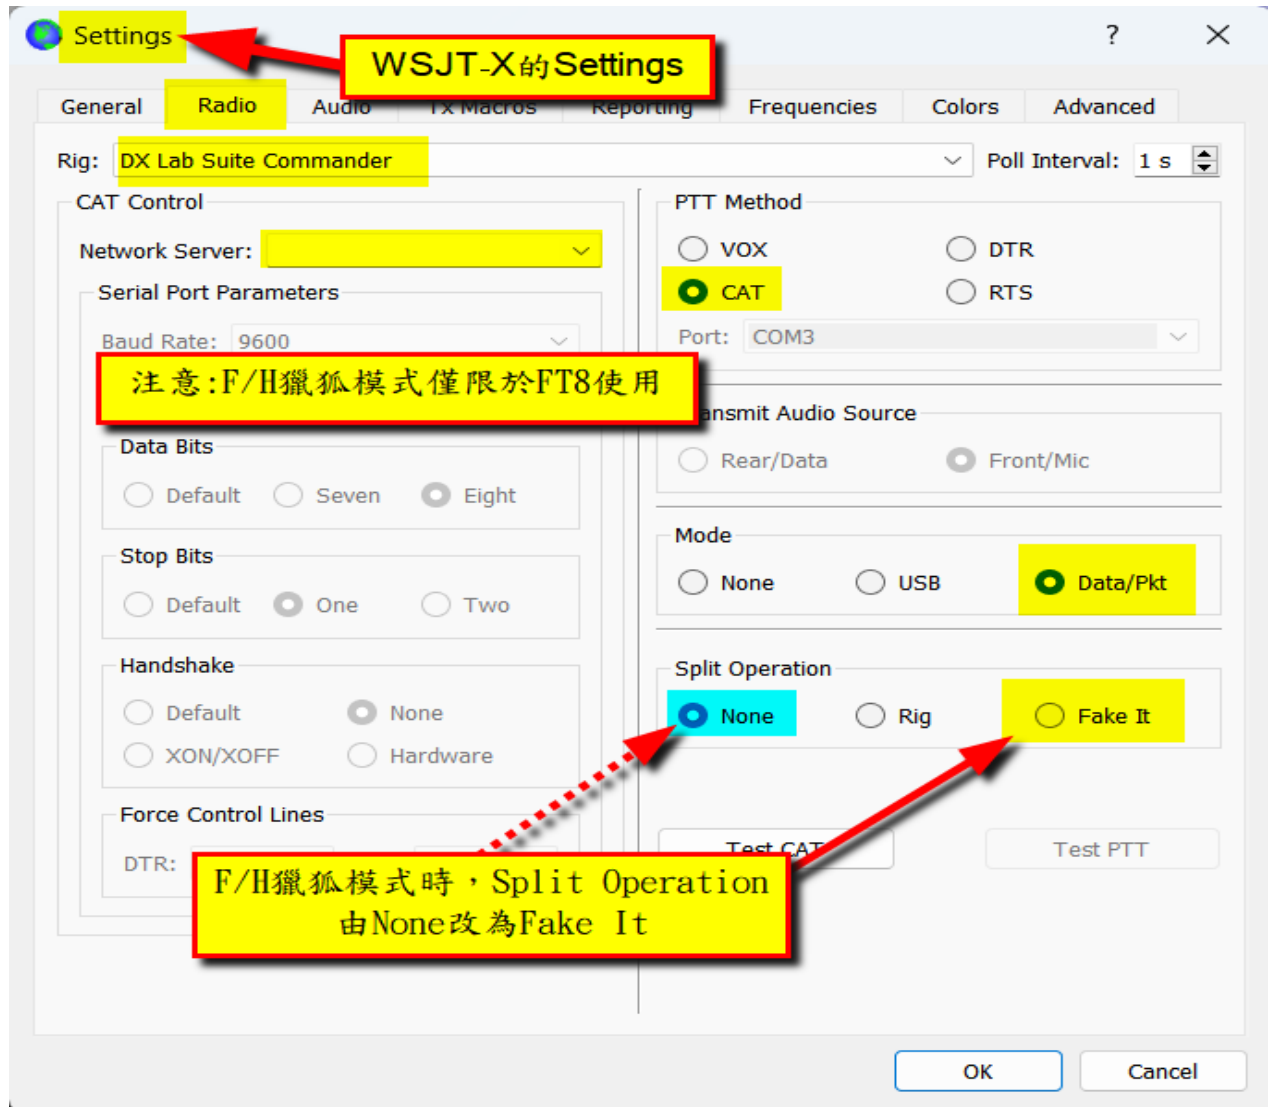 Settings
?
WSJT-X的Settings
General Radio Audio Tx Macros Reporting Frequencies Colors Advanced
Rig: DX Lab Suite Commander Poll Interval: 1 s
CAT Control
Network Server:
Serial Port Parameters
Baud Rate: 9600
注意:F/H獵狐模式僅限於FT8使用
Data Bits
Default Seven Eight
Stop Bits
Default One Two
Handshake
Default None
XON/XOFF Hardware
Force Control Lines
DTR:
PTT Method
VOX DTR
CAT RTS
Port: COM3
Transmit Audio Source
Rear/Data Front/Mic
Mode
None USB Data/Pkt
Split Operation
None Rig Fake It
Test CAT Test PTT
F/H獵狐模式時，Split Operation
由None改為Fake It
OK Cancel